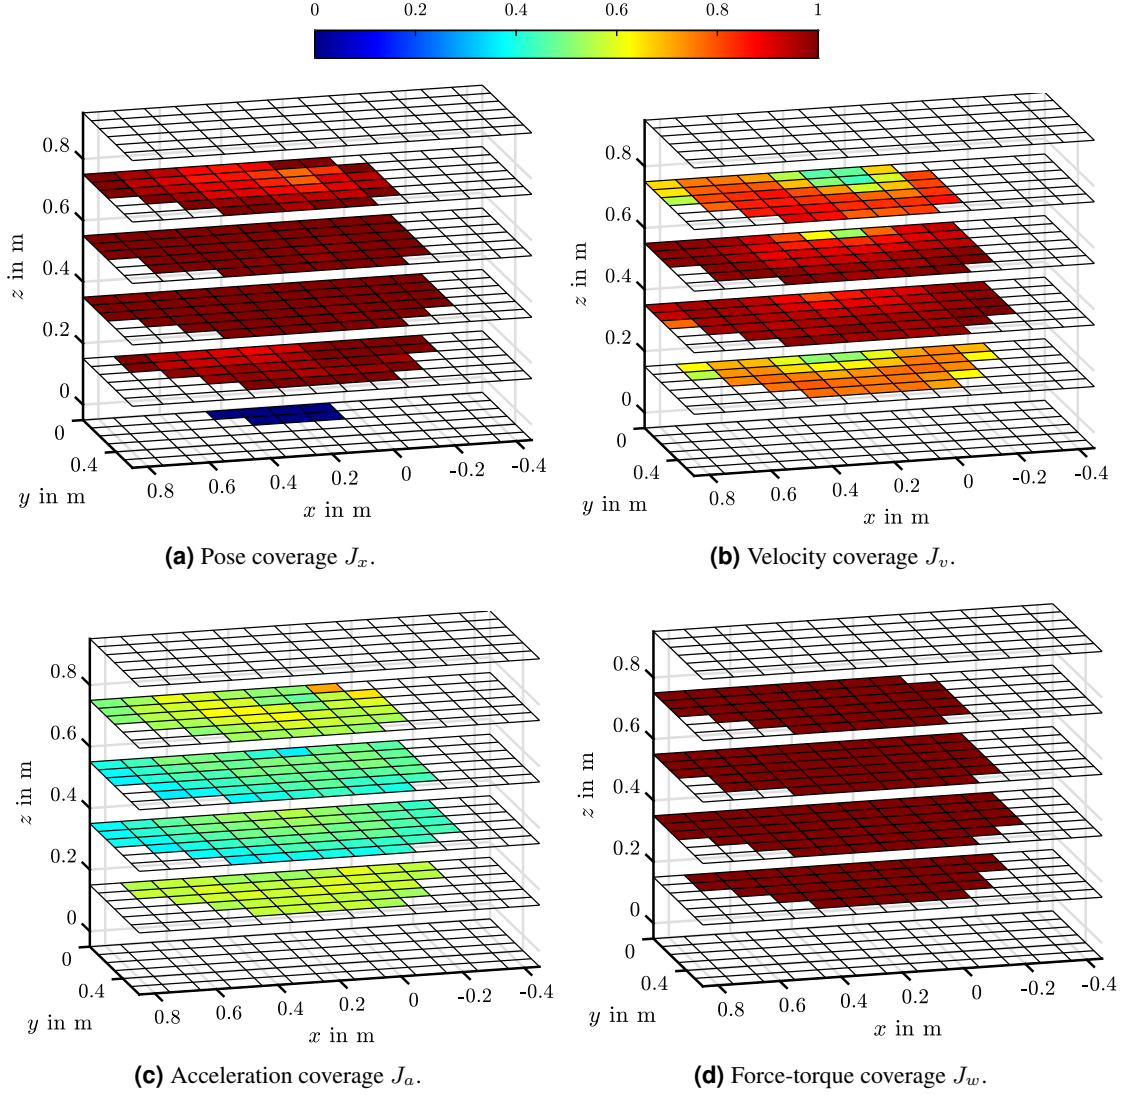 0 0.2 0.4 0.6 0.8 1
0.8
0.6
0.4
0.2
0
z in m
0
0.4
y in m
0.8 0.6 0.4 0.2 0 -0.2 -0.4
x in m
(a) Pose coverage Jx.
0.8
0.6
0.4
0.2
0
z in m
0
0.4
y in m
0.8 0.6 0.4 0.2 0 -0.2 -0.4
x in m
(b) Velocity coverage Jv.
0.8
0.6
0.4
0.2
0
z in m
0
0.4
y in m
0.8 0.6 0.4 0.2 0 -0.2 -0.4
x in m
(c) Acceleration coverage Ja.
0.8
0.6
0.4
0.2
0
z in m
0
0.4
y in m
0.8 0.6 0.4 0.2 0 -0.2 -0.4
x in m
(d) Force-torque coverage Jw.